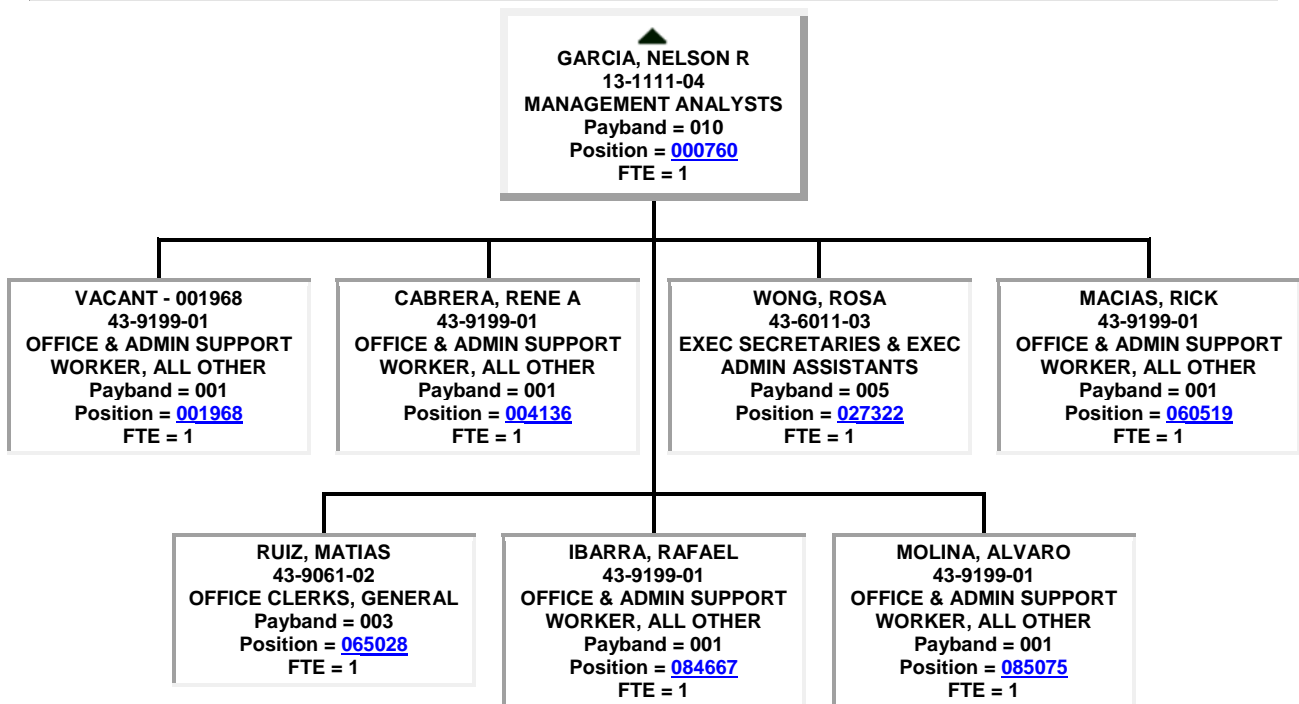 GARCIA, NELSON R
13-1111-04
MANAGEMENT ANALYSTS
Payband = 010
Position = 000760
FTE = 1
VACANT - 001968
43-9199-01
OFFICE & ADMIN SUPPORT
WORKER, ALL OTHER
Payband = 001
Position = 001968
FTE = 1
CABRERA, RENE A
43-9199-01
OFFICE & ADMIN SUPPORT
WORKER, ALL OTHER
Payband = 001
Position = 004136
FTE = 1
WONG, ROSA
43-6011-03
EXEC SECRETARIES & EXEC
ADMIN ASSISTANTS
Payband = 005
Position = 027322
FTE = 1
MACIAS, RICK
43-9199-01
OFFICE & ADMIN SUPPORT
WORKER, ALL OTHER
Payband = 001
Position = 060519
FTE = 1
RUIZ, MATIAS
43-9061-02
OFFICE CLERKS, GENERAL
Payband = 003
Position = 065028
FTE = 1
IBARRA, RAFAEL
43-9199-01
OFFICE & ADMIN SUPPORT
WORKER, ALL OTHER
Payband = 001
Position = 084667
FTE = 1
MOLINA, ALVARO
43-9199-01
OFFICE & ADMIN SUPPORT
WORKER, ALL OTHER
Payband = 001
Position = 085075
FTE = 1